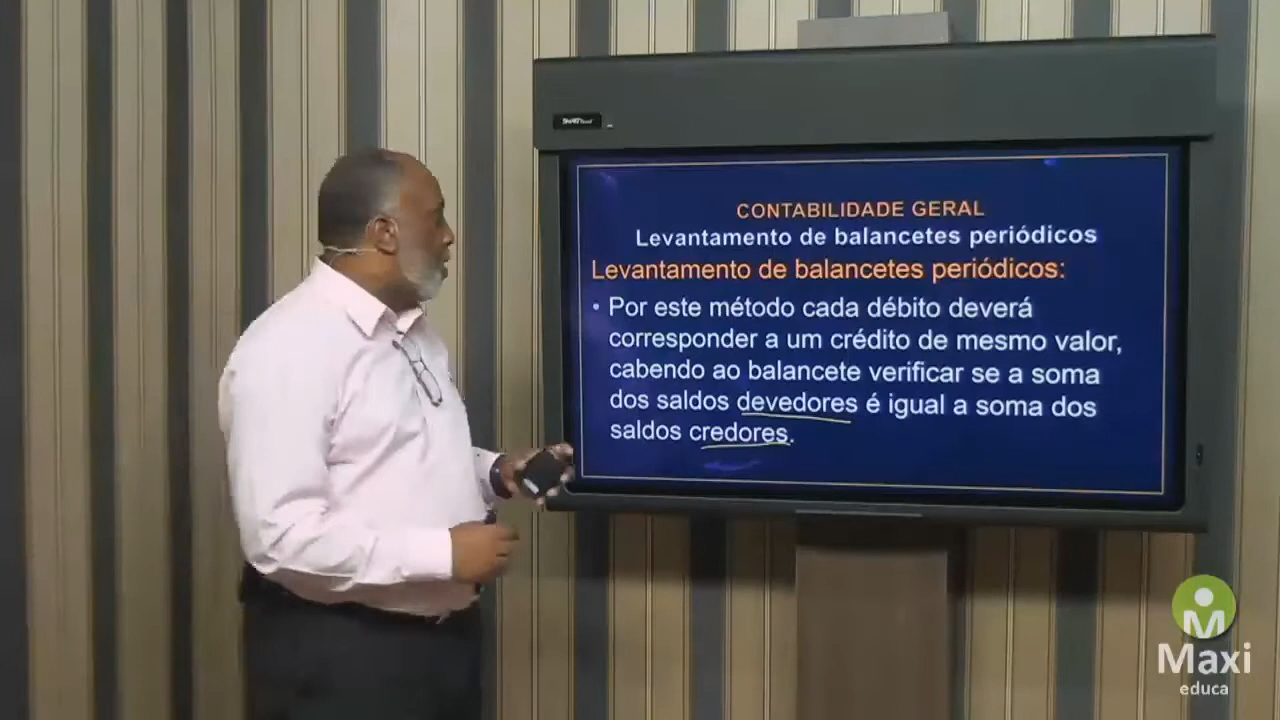 SMART Board
CONTABILIDADE GERAL
Levantamento de balancetes periódicos
Levantamento de balancetes periódicos:
• Por este método cada débito deverá
corresponder a um crédito de mesmo valor,
cabendo ao balancete verificar se a soma
dos saldos devedores é igual a soma dos
saldos credores.
M
Maxi
educa